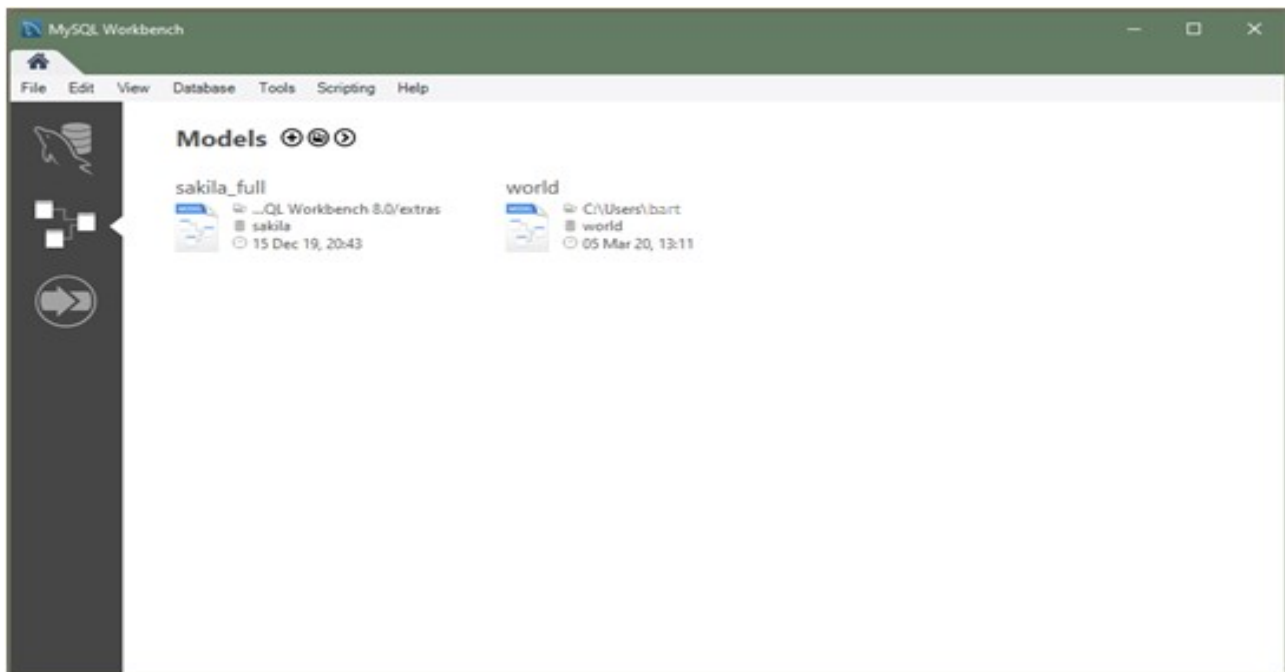 MySQL Workbench
File Edit View Database Tools Scripting Help
Models
sakila_full
...QL Workbench 8.0/extras
sakila
15 Dec 19, 20:43
world
C:\Users\bart
world
05 Mar 20, 13:11